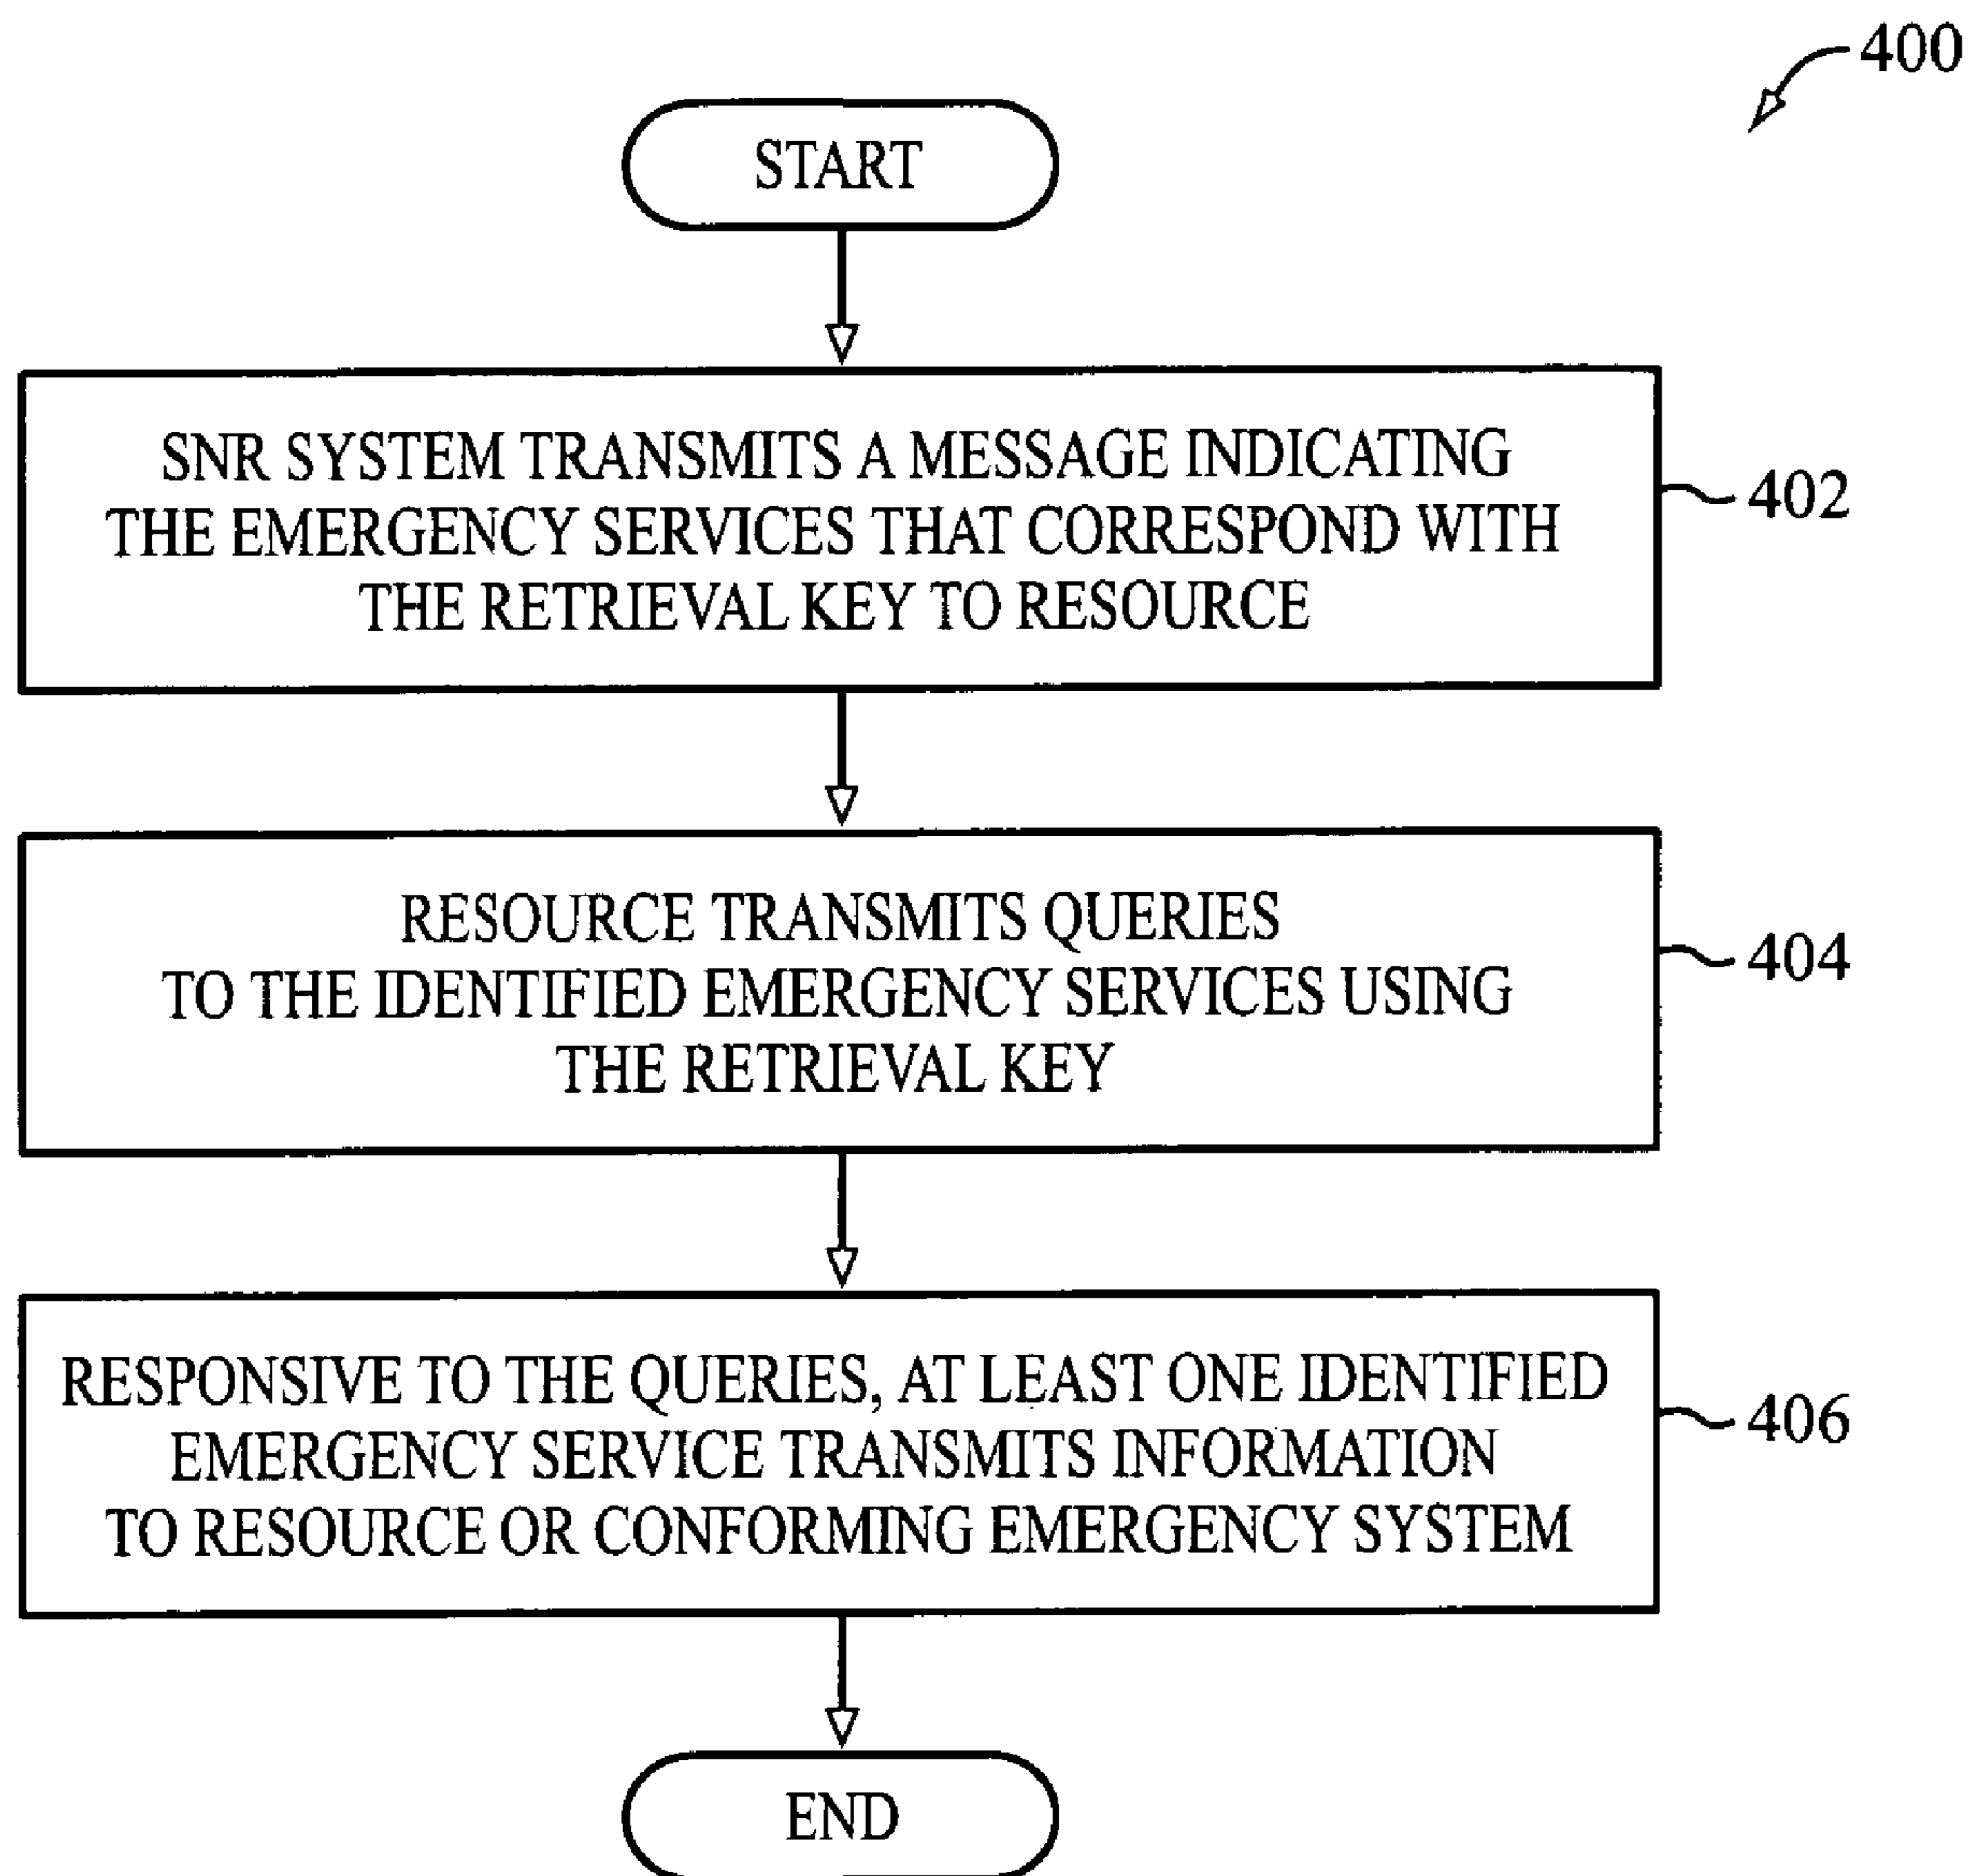 400
START
SNR SYSTEM TRANSMITS A MESSAGE INDICATING
THE EMERGENCY SERVICES THAT CORRESPOND WITH
THE RETRIEVAL KEY TO RESOURCE
402
RESOURCE TRANSMITS QUERIES
TO THE IDENTIFIED EMERGENCY SERVICES USING
THE RETRIEVAL KEY
404
RESPONSIVE TO THE QUERIES, AT LEAST ONE IDENTIFIED
EMERGENCY SERVICE TRANSMITS INFORMATION
TO RESOURCE OR CONFORMING EMERGENCY SYSTEM
406
END